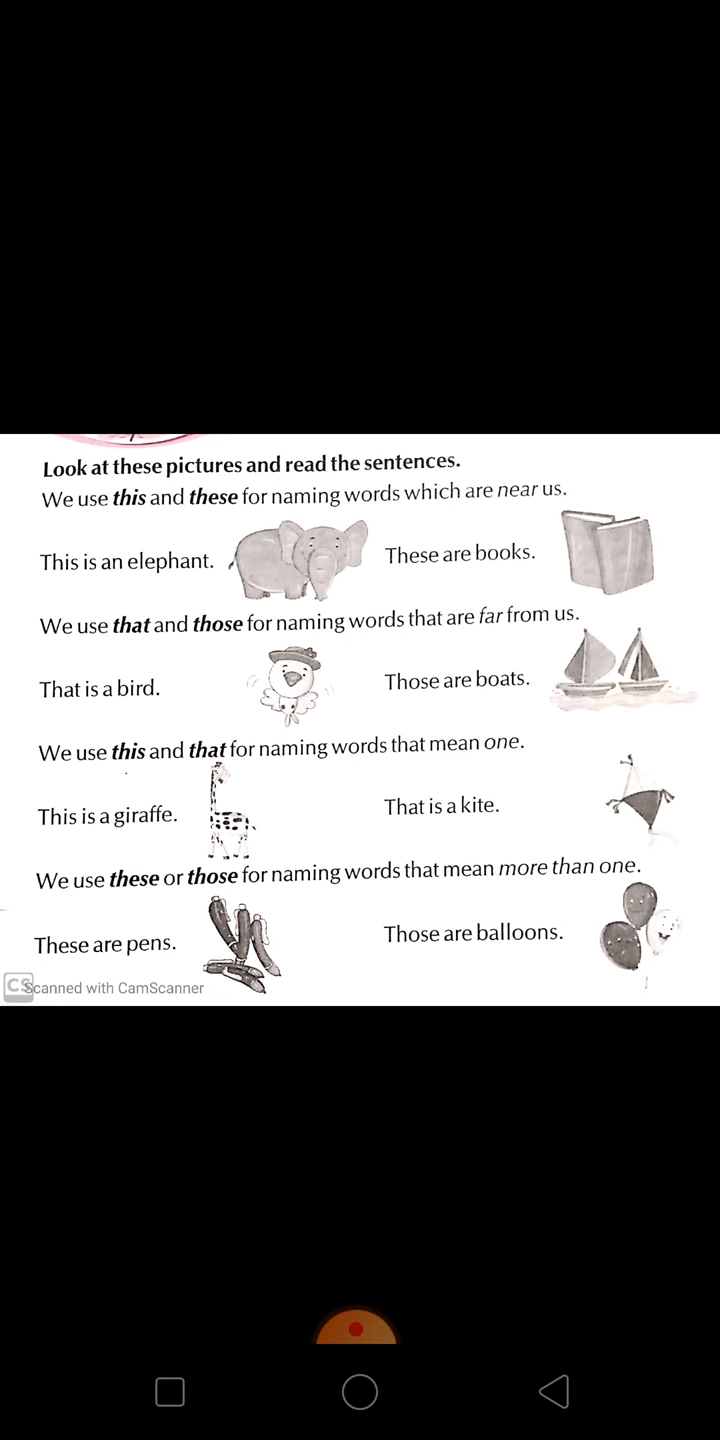 Look at these pictures and read the sentences.
We use this and these for naming words which are near us.
This is an elephant.
These are books.
We use that and those for naming words that are far from us.
That is a bird.
Those are boats.
We use this and that for naming words that mean one.
This is a giraffe.
That is a kite.
We use these or those for naming words that mean more than one.
These are pens.
Those are balloons.
CS
Scanned with CamScanner